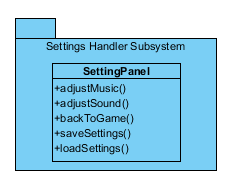 Settings Handler Subsystem
SettingPanel
+adjustMusic()
+adjustSound()
+backToGame()
+saveSettings()
+loadSettings()